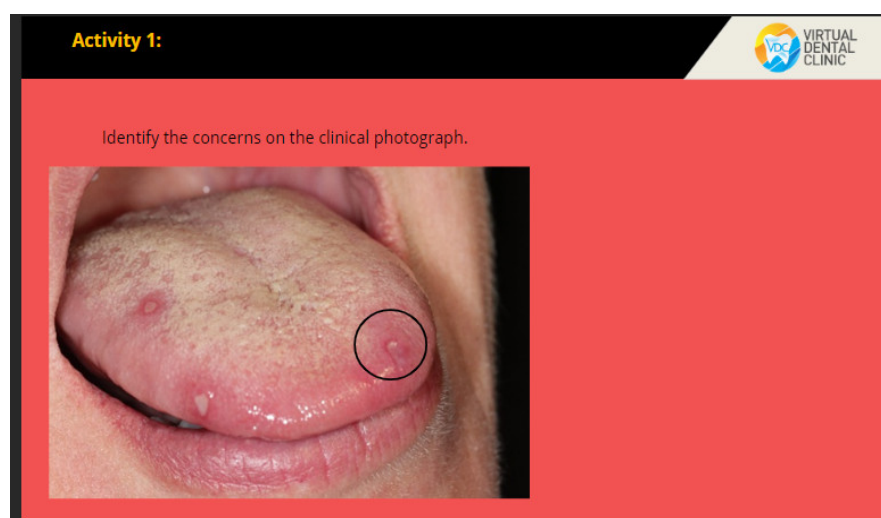 Activity 1:
VDC
VIRTUAL
DENTAL
CLINIC
Identify the concerns on the clinical photograph.